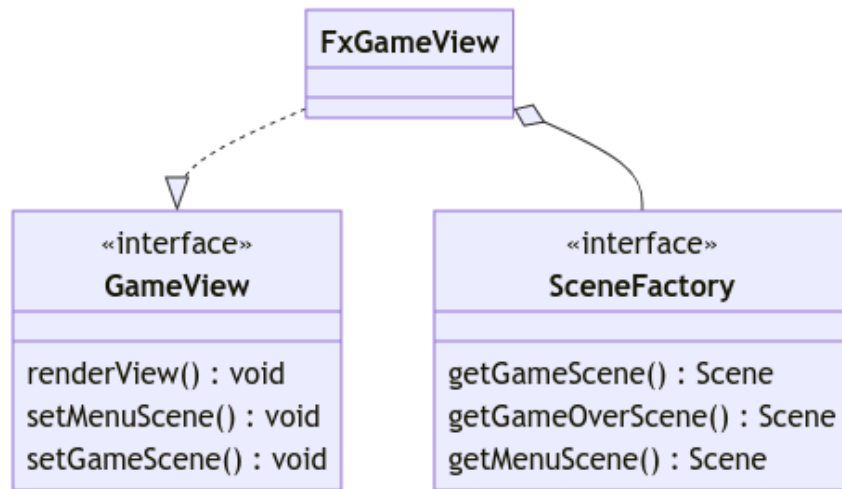 FxGameView
«interface»
GameView
renderView() : void
setMenuScene() : void
setGameScene() : void
«interface»
SceneFactory
getGameScene() : Scene
getGameOverScene() : Scene
getMenuScene() : Scene